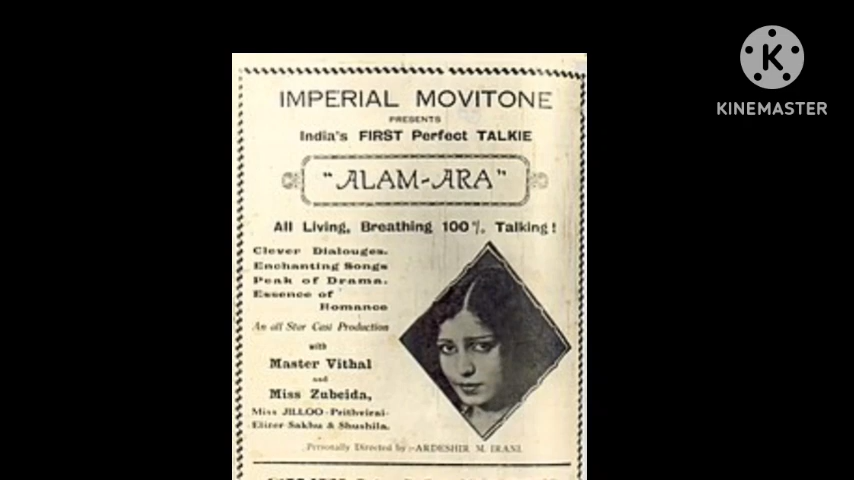 IMPERIAL MOVITONE
PRESENTS
India's FIRST Perfect TALKIE
"ALAM-ARA"
All Living, Breathing 100%. Talking!
Clever Dialouges.
Enchanting Songs
Peak of Drama.
Essence of
Romance
An all Star Cast Production
with
Master Vithal
and
Miss Zubeida,
Miss JILLOO-Prithviraj-
Elizer Sakhu & Shushila.
Personally Directed by:-ARDESHIR M. IRANI.
KINEMASTER